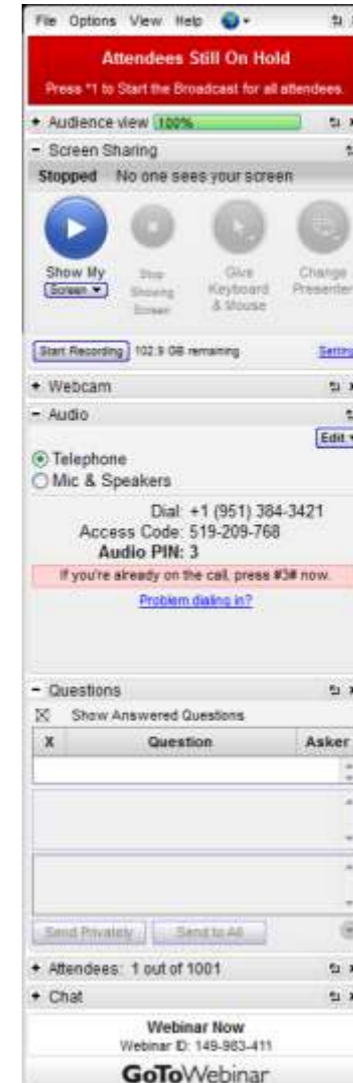 File Options View Help
Attendees Still On Hold
Press *1 to Start the Broadcast for all attendees.
Audience view 100%
Screen Sharing
Stopped No one sees your screen
Show My
Screen
Stop
Showing
Screen
Give
Keyboard
& Mouse
Change
Presenter
Start Recording 102.9 GB remaining
Webcam
Audio
Edit
Telephone
Mic & Speakers
Dial: +1 (951) 384-3421
Access Code: 519-209-768
Audio PIN: 3
If you're already on the call, press #3# now.
Problem dialing in?
Questions
Show Answered Questions
X Question Asker
Send Privately Send to All
Attendees: 1 out of 1001
Chat
Webinar Now
Webinar ID: 149-983-411
GoToWebinar